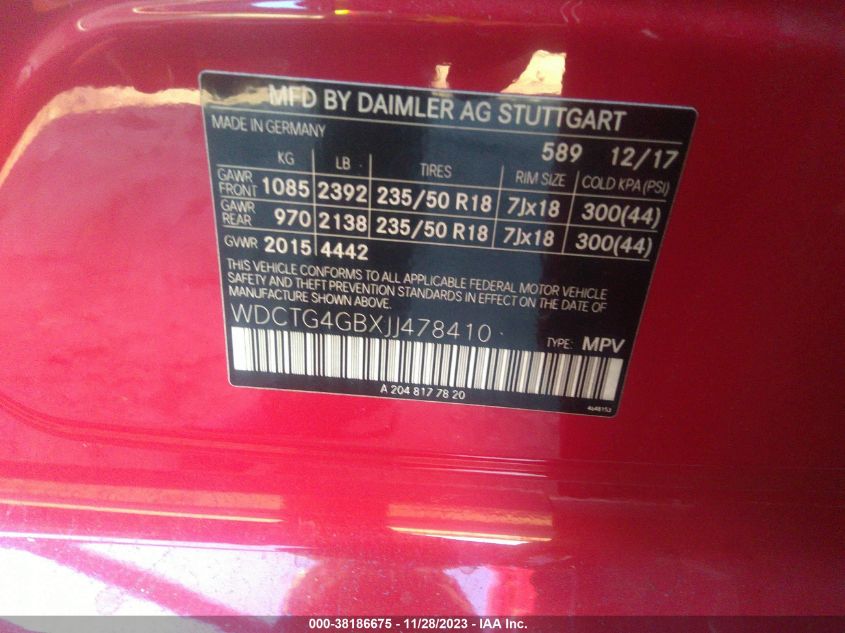 MFD BY DAIMLER AG STUTTGART
MADE IN GERMANY
589 12/17
KG LB TIRES RIM SIZE COLD KPA (PSI)
GAWR FRONT 1085 2392 235/50 R18 7Jx18 300(44)
GAWR REAR 970 2138 235/50 R18 7Jx18 300(44)
GVWR 2015 4442
THIS VEHICLE CONFORMS TO ALL APPLICABLE FEDERAL MOTOR VEHICLE
SAFETY AND THEFT PREVENTION STANDARDS IN EFFECT ON THE DATE OF
MANUFACTURE SHOWN ABOVE.
WDCTG4GBXJJ478410
TYPE: MPV
A 204 817 78 20
000-38186675 - 11/28/2023 - IAA Inc.